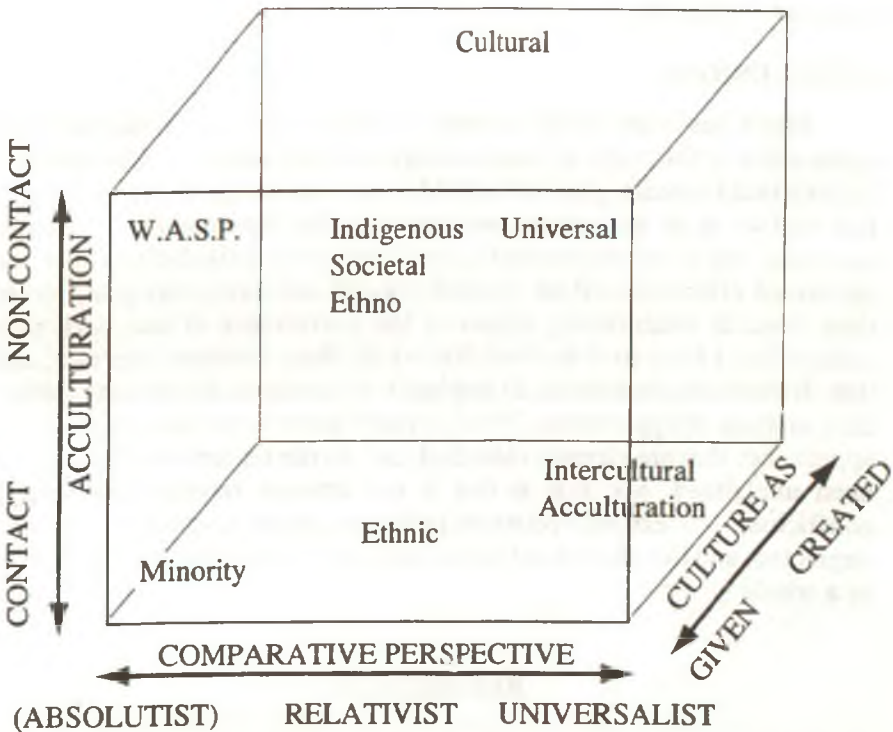 Cultural
NON-CONTACT
ACCULTURATION
CONTACT
W.A.S.P.
Indigenous Universal
Societal
Ethno
Intercultural
Acculturation
Ethnic
Minority
CULTURE AS
GIVEN CREATED
COMPARATIVE PERSPECTIVE
(ABSOLUTIST) RELATIVIST UNIVERSALIST